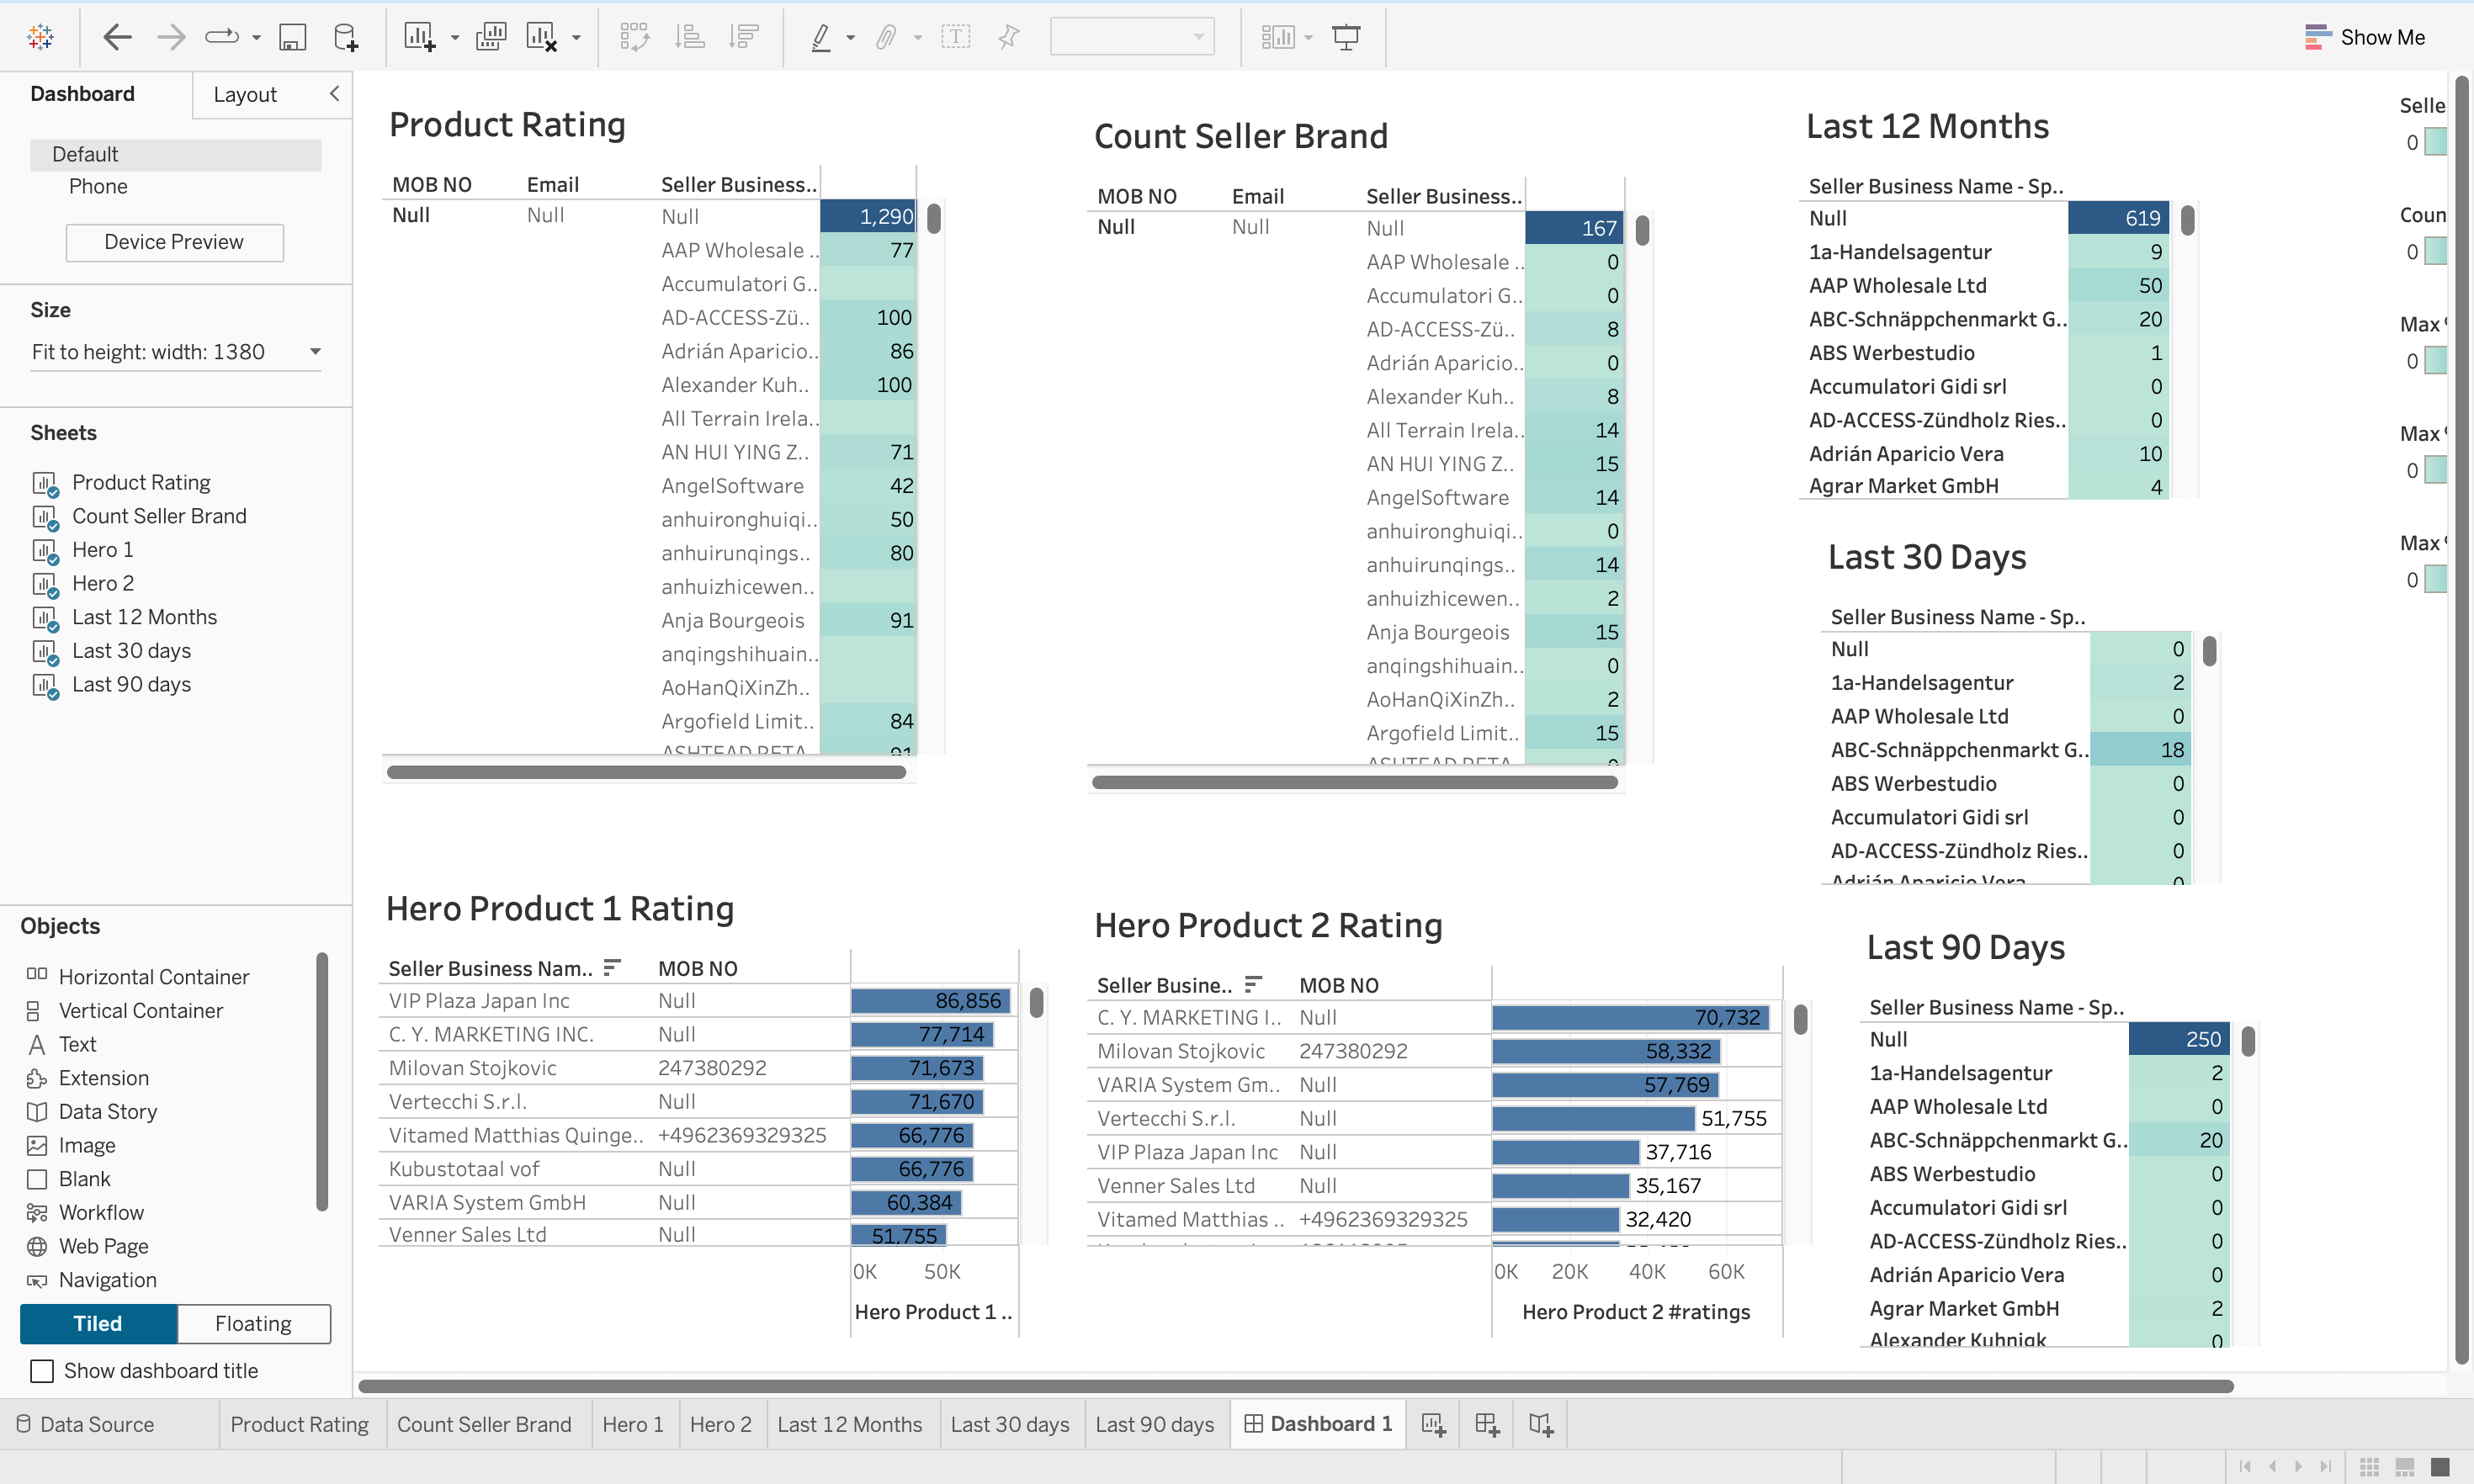 Show Me
Dashboard
Layout
Default
Phone
Device Preview
Size
Fit to height: width: 1380
Sheets
Product Rating
Count Seller Brand
Hero 1
Hero 2
Last 12 Months
Last 30 days
Last 90 days
Objects
Horizontal Container
Vertical Container
Text
Extension
Data Story
Image
Blank
Workflow
Web Page
Navigation
Tiled
Floating
Show dashboard title
Product Rating
MOB NO Email Seller Business..
Null Null Null 1,290
AAP Wholesale .. 77
Accumulatori G..
AD-ACCESS-Zü.. 100
Adrián Aparicio.. 86
Alexander Kuh.. 100
All Terrain Irela..
AN HUI YING Z.. 71
AngelSoftware 42
anhuironghuiqi.. 50
anhuirunqings.. 80
anhuizhicewen..
Anja Bourgeois 91
anqingshihuain..
AoHanQiXinZh..
Argofield Limit.. 84
ASHTEAD BETA 91
Count Seller Brand
MOB NO Email Seller Business..
Null Null Null 167
AAP Wholesale .. 0
Accumulatori G.. 0
AD-ACCESS-Zü.. 8
Adrián Aparicio.. 0
Alexander Kuh.. 8
All Terrain Irela.. 14
AN HUI YING Z.. 15
AngelSoftware 14
anhuironghuiqi.. 0
anhuirunqings.. 14
anhuizhicewen.. 2
Anja Bourgeois 15
anqingshihuain.. 0
AoHanQiXinZh.. 2
Argofield Limit.. 15
ASHTEAD BETA
Last 12 Months
Seller Business Name - Sp..
Null 619
1a-Handelsagentur 9
AAP Wholesale Ltd 50
ABC-Schnäppchenmarkt G.. 20
ABS Werbestudio 1
Accumulatori Gidi srl 0
AD-ACCESS-Zündholz Ries.. 0
Adrián Aparicio Vera 10
Agrar Market GmbH 4
Last 30 Days
Seller Business Name - Sp..
Null 0
1a-Handelsagentur 2
AAP Wholesale Ltd 0
ABC-Schnäppchenmarkt G.. 18
ABS Werbestudio 0
Accumulatori Gidi srl 0
AD-ACCESS-Zündholz Ries.. 0
Adrián Aparicio Vera 0
Last 90 Days
Seller Business Name - Sp..
Null 250
1a-Handelsagentur 2
AAP Wholesale Ltd 0
ABC-Schnäppchenmarkt G.. 20
ABS Werbestudio 0
Accumulatori Gidi srl 0
AD-ACCESS-Zündholz Ries.. 0
Adrián Aparicio Vera 0
Agrar Market GmbH 2
Alexander Kuhnigk 0
Selle
0
Coun
0
Max
0
Max
0
Max
0
Hero Product 1 Rating
Seller Business Nam.. MOB NO
VIP Plaza Japan Inc Null 86,856
C. Y. MARKETING INC. Null 77,714
Milovan Stojkovic 247380292 71,673
Vertecchi S.r.l. Null 71,670
Vitamed Matthias Quinge.. +4962369329325 66,776
Kubustotaal vof Null 66,776
VARIA System GmbH Null 60,384
Venner Sales Ltd Null 51,755
0K 50K
Hero Product 1 ..
Hero Product 2 Rating
Seller Busine.. MOB NO
C. Y. MARKETING I.. Null 70,732
Milovan Stojkovic 247380292 58,332
VARIA System Gm.. Null 57,769
Vertecchi S.r.l. Null 51,755
VIP Plaza Japan Inc Null 37,716
Venner Sales Ltd Null 35,167
Vitamed Matthias .. +4962369329325 32,420
0K 20K 40K 60K
Hero Product 2 #ratings
Data Source
Product Rating
Count Seller Brand
Hero 1
Hero 2
Last 12 Months
Last 30 days
Last 90 days
Dashboard 1